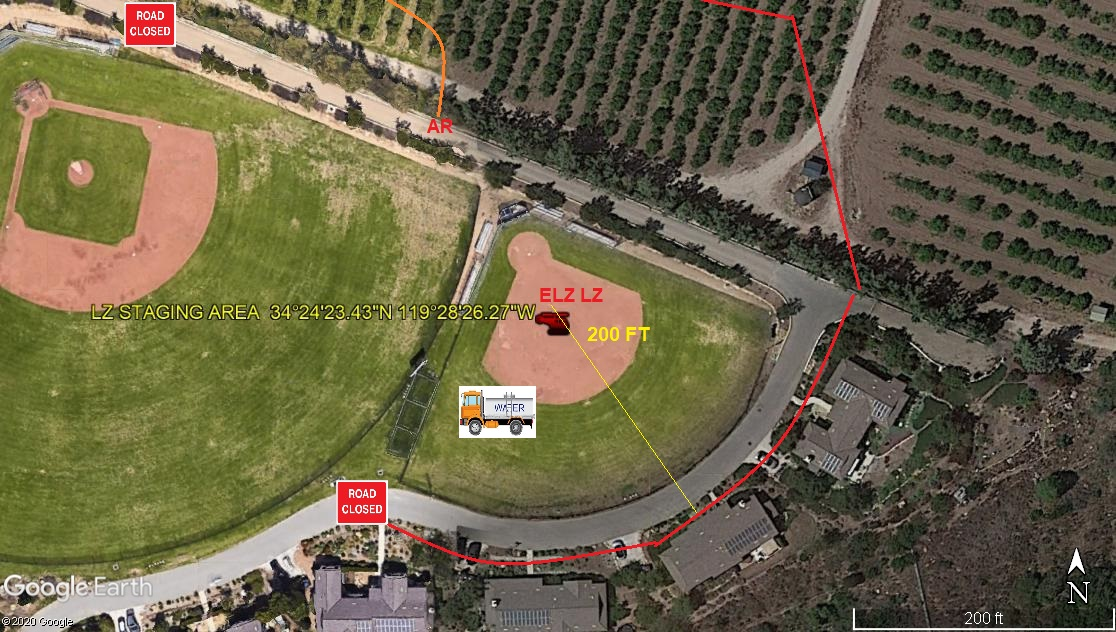 ROAD
CLOSED
AR
ELZ LZ
LZ STAGING AREA 34°24'23.43"N 119°28'26.27"W
200 FT
WATER
ROAD
CLOSED
Google Earth
©2020 Google
N
200 ft